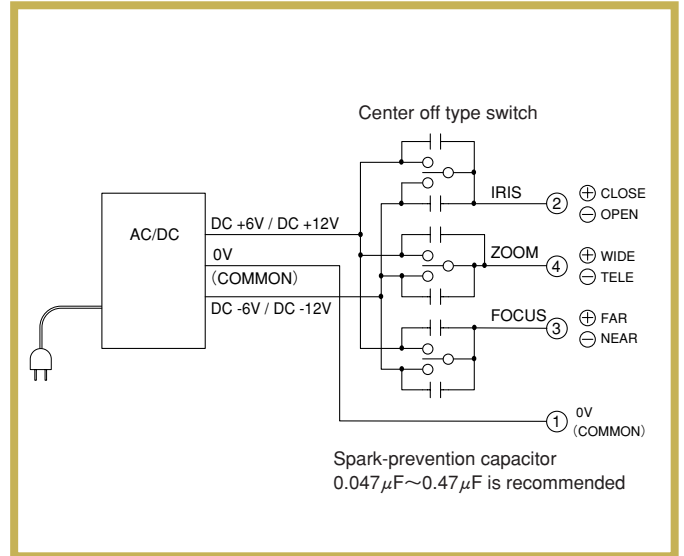 Center off type switch
IRIS
2
⊕ CLOSE
⊖ OPEN
AC/DC
DC +6V / DC +12V
0V
(COMMON)
DC -6V / DC -12V
ZOOM
4
⊕ WIDE
⊖ TELE
FOCUS
3
⊕ FAR
⊖ NEAR
1
0V
(COMMON)
Spark-prevention capacitor
0.047μF~0.47μF is recommended